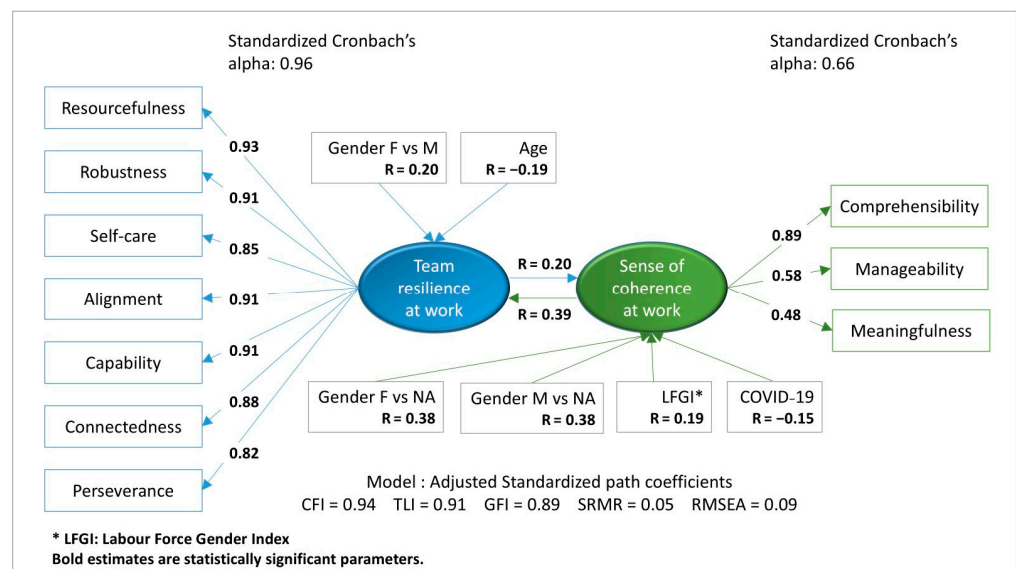 Standardized Cronbach's
alpha: 0.96
Standardized Cronbach's
alpha: 0.66
Resourcefulness
Robustness
Self-care
Alignment
Capability
Connectedness
Perseverance
0.93
0.91
0.85
0.91
0.91
0.88
0.82
Gender F vs M
R = 0.20
Age
R = −0.19
Team
resilience
at work
R = 0.20
R = 0.39
Sense of
coherence
at work
0.89
0.58
0.48
Comprehensibility
Manageability
Meaningfulness
Gender F vs NA
R = 0.38
Gender M vs NA
R = 0.38
LFGI*
R = 0.19
COVID-19
R = −0.15
Model : Adjusted Standardized path coefficients
CFI = 0.94 TLI = 0.91 GFI = 0.89 SRMR = 0.05 RMSEA = 0.09
* LFGI: Labour Force Gender Index
Bold estimates are statistically significant parameters.